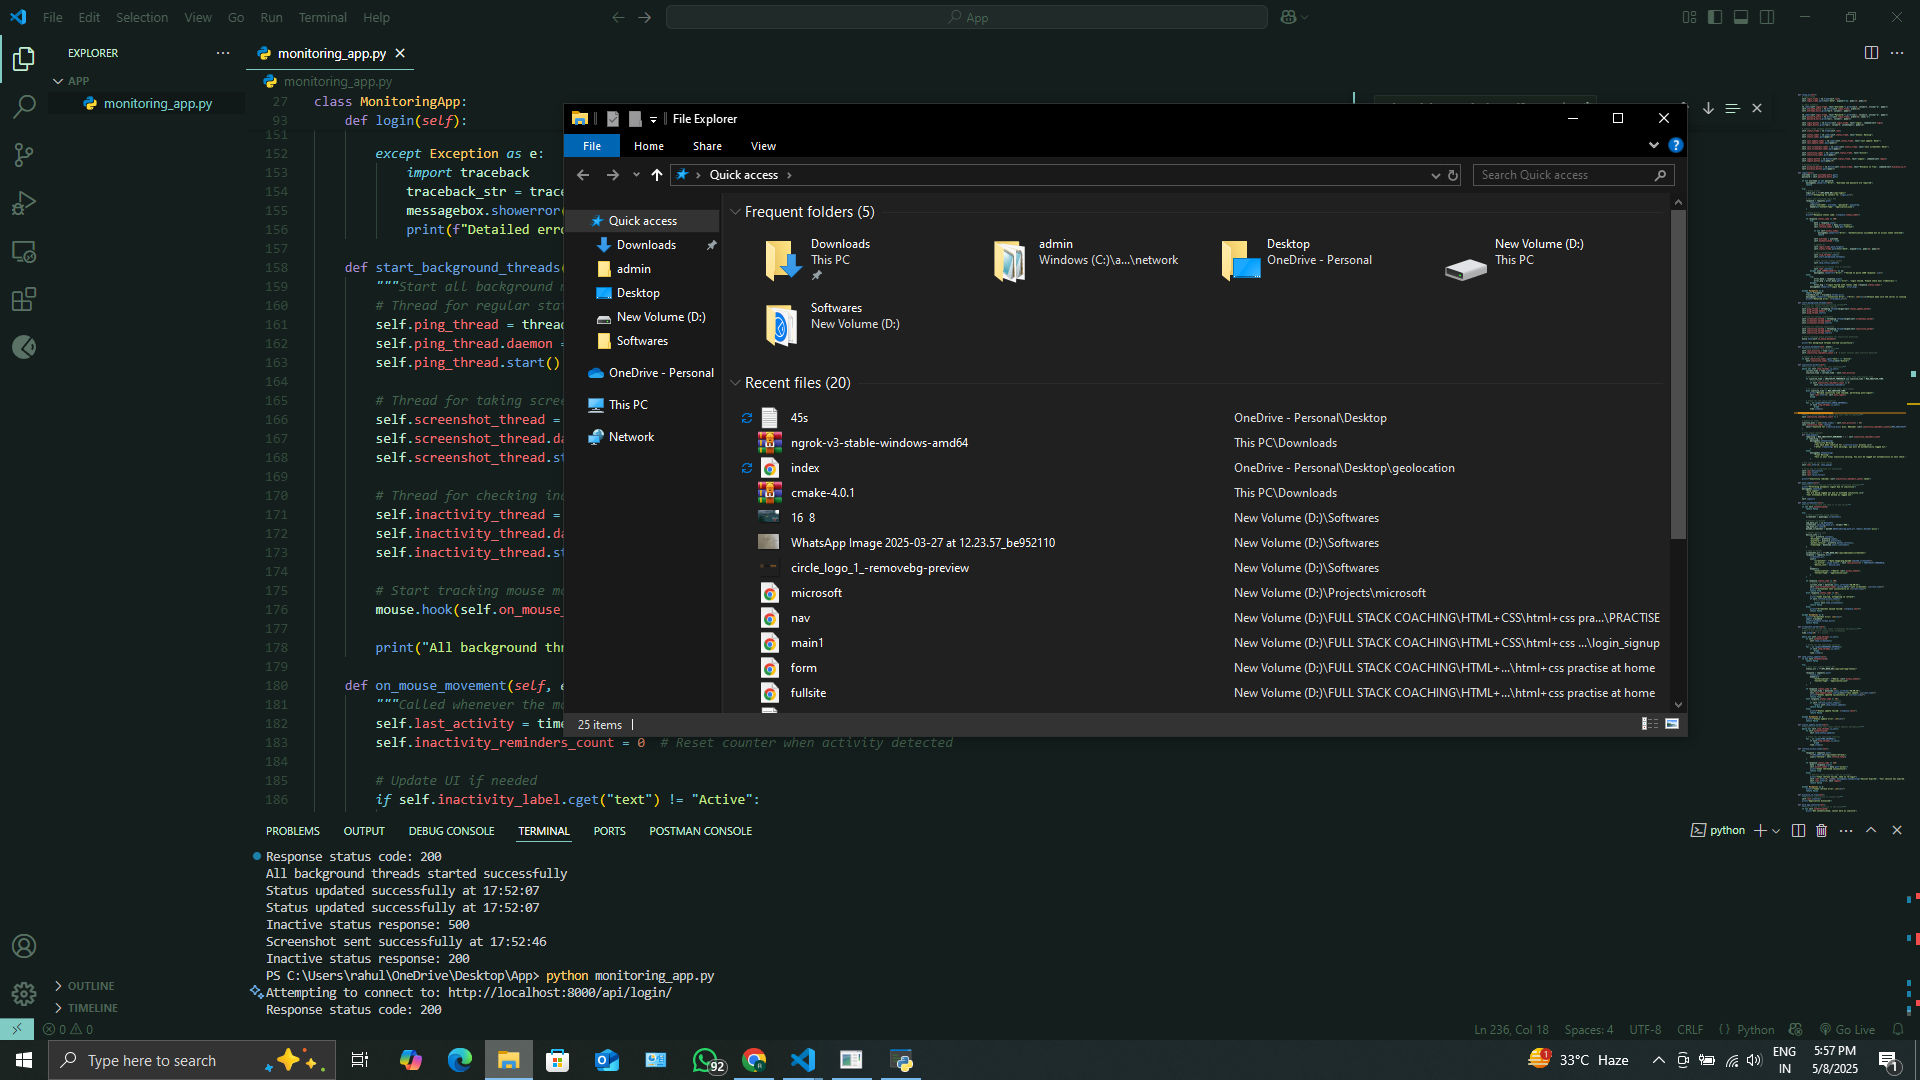 File Edit Selection View Go Run Terminal Help
App
EXPLORER
APP
monitoring_app.py
monitoring_app.py
monitoring_app.py
27 class MonitoringApp:
93 def login(self):
151
152 except Exception as e:
153 import traceback
154 traceback_str = trac
155 messagebox.showerror(
156 print(f"Detailed erro
157
158 def start_background_threads(
159 """Start all background m
160 # Thread for regular stat
161 self.ping_thread = thread
162 self.ping_thread.daemon =
163 self.ping_thread.start()
164
165 # Thread for taking scree
166 self.screenshot_thread =
167 self.screenshot_thread.da
168 self.screenshot_thread.st
169
170 # Thread for checking ina
171 self.inactivity_thread =
172 self.inactivity_thread.da
173 self.inactivity_thread.st
174
175 # Start tracking mouse mo
176 mouse.hook(self.on_mouse_
177
178 print("All background thr
179
180 def on_mouse_movement(self, e
181 """Called whenever the mo
182 self.last_activity = time
183 self.inactivity_reminders_count = 0 # Reset counter when activity detected
184
185 # Update UI if needed
186 if self.inactivity_label.cget("text") != "Active":
File Explorer
File Home Share View
Quick access
Search Quick access
Quick access
Downloads
admin
Desktop
New Volume (D:)
Softwares
OneDrive - Personal
This PC
Network
Frequent folders (5)
Downloads
This PC
admin
Windows (C:)\a...\network
Desktop
OneDrive - Personal
New Volume (D:)
This PC
Softwares
New Volume (D:)
Recent files (20)
45s OneDrive - Personal\Desktop
ngrok-v3-stable-windows-amd64 This PC\Downloads
index OneDrive - Personal\Desktop\geolocation
cmake-4.0.1 This PC\Downloads
16 8 New Volume (D:)\Softwares
WhatsApp Image 2025-03-27 at 12.23.57_be952110 New Volume (D:)\Softwares
circle_logo_1_-removebg-preview New Volume (D:)\Softwares
microsoft New Volume (D:)\Projects\microsoft
nav New Volume (D:)\FULL STACK COACHING\HTML+CSS\html+css pra...\PRACTISE
main1 New Volume (D:)\FULL STACK COACHING\HTML+CSS\html+css ...\login_signup
form New Volume (D:)\FULL STACK COACHING\HTML+...\html+css practise at home
fullsite New Volume (D:)\FULL STACK COACHING\HTML+...\html+css practise at home
25 items
PROBLEMS OUTPUT DEBUG CONSOLE TERMINAL PORTS POSTMAN CONSOLE
python
Response status code: 200
All background threads started successfully
Status updated successfully at 17:52:07
Status updated successfully at 17:52:07
Inactive status response: 500
Screenshot sent successfully at 17:52:46
Inactive status response: 200
PS C:\Users\rahul\OneDrive\Desktop\App> python monitoring_app.py
Attempting to connect to: http://localhost:8000/api/login/
Response status code: 200
OUTLINE
TIMELINE
0 0
Ln 236, Col 18 Spaces: 4 UTF-8 CRLF {} Python Go Live
Type here to search
92
1
33°C Haze
ENG
IN
5:57 PM
5/8/2025
1